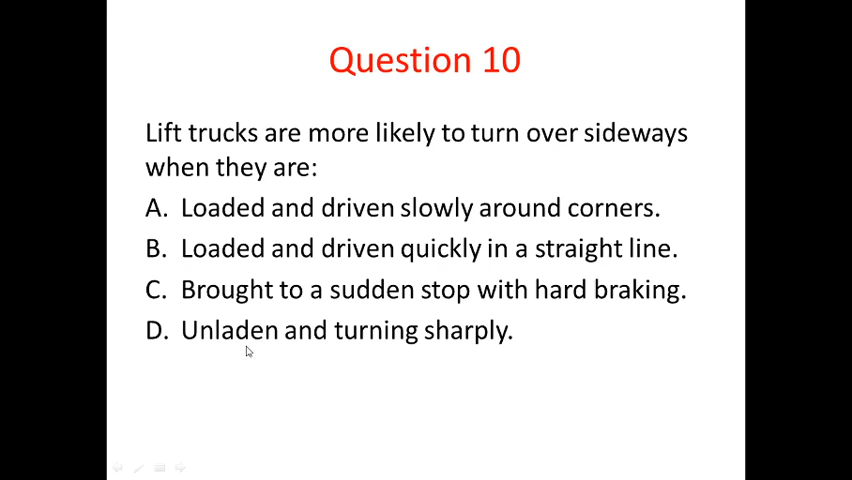 Question 10
Lift trucks are more likely to turn over sideways
when they are:
A. Loaded and driven slowly around corners.
B. Loaded and driven quickly in a straight line.
C. Brought to a sudden stop with hard braking.
D. Unladen and turning sharply.